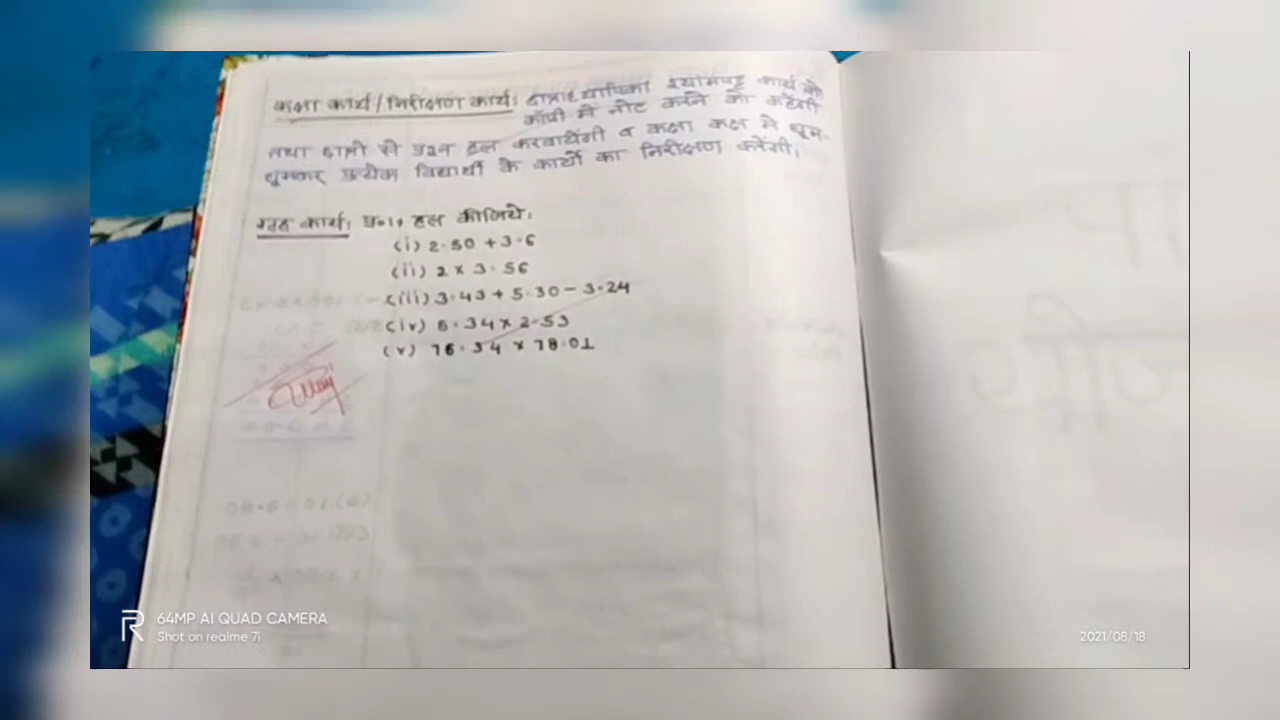 कक्षा कार्य/निरीक्षण कार्य: छात्राध्यापिका श्यामपट्ट कार्य को
कॉपी में नोट करने को कहेंगी
तथा छात्रों से प्रश्न हल करवायेंगी व कक्षा कक्ष में घूम-
घूमकर प्रत्येक विद्यार्थी के कार्यों का निरीक्षण करेंगी।
गृह कार्य: प्र०1, हल कीजिये।
(i) 2.50 + 3.6
(ii) 2 x 3.56
(iii) 3.43 + 5.30 - 3.24
(iv) 5.34 x 2.53
(v) 76.34 x 78.01
64MP AI QUAD CAMERA
Shot on realme 7i
2021/08/18